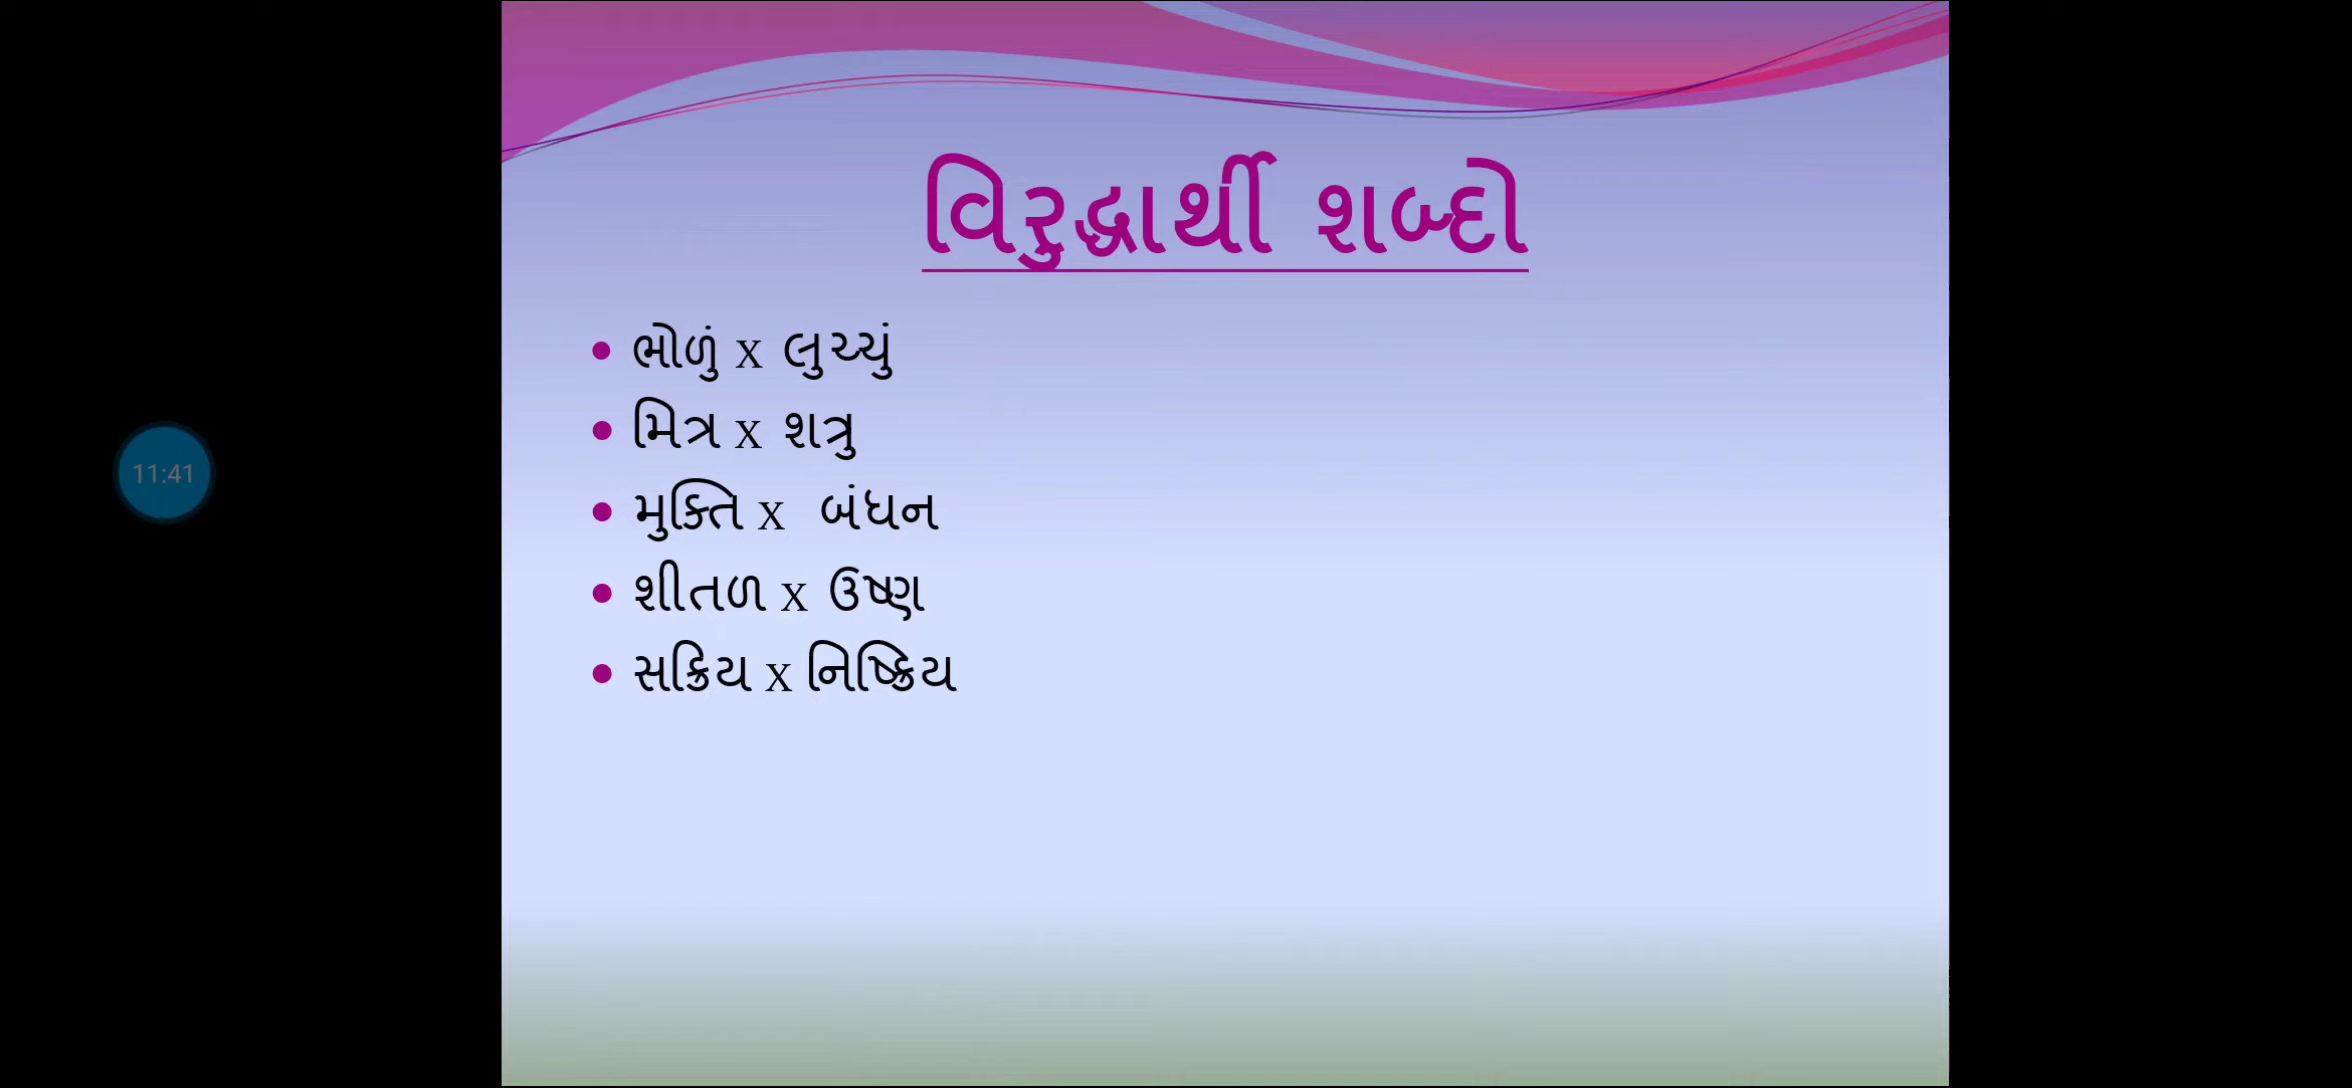 વિરુદ્ધાર્થી શબ્દો
ભોળું x લુચ્ચું
મિત્ર x શત્રુ
11:41
મુક્તિ x બંધન
શીતળ x ઉષ્ણ
સક્રિય x નિષ્ક્રિય